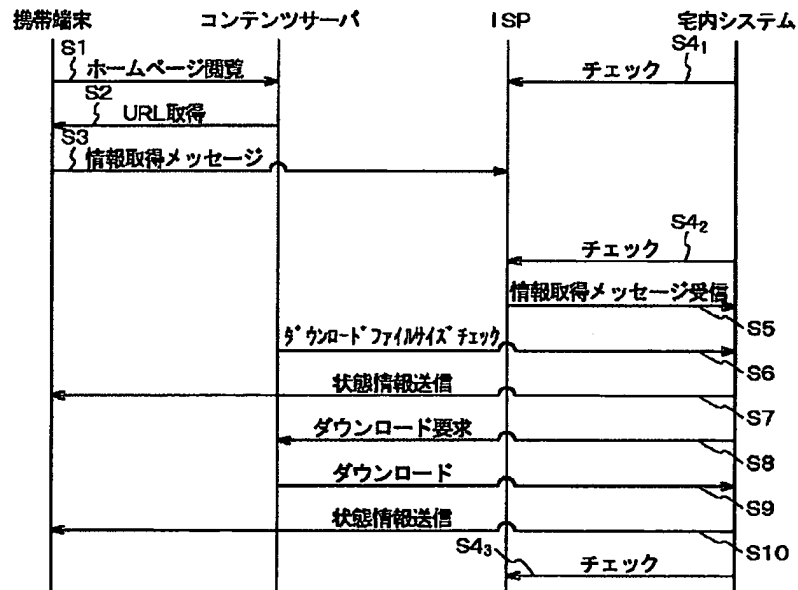 携帯端末 コンテンツサーバ ISP 宅内システム
S1 ホームページ閲覧
S4₁ チェック
S2 URL取得
S3 情報取得メッセージ
S4₂ チェック
情報取得メッセージ受信 S5
ダウンロードファイルサイズチェック S6
状態情報送信 S7
ダウンロード要求 S8
ダウンロード S9
状態情報送信 S10
S4₃ チェック